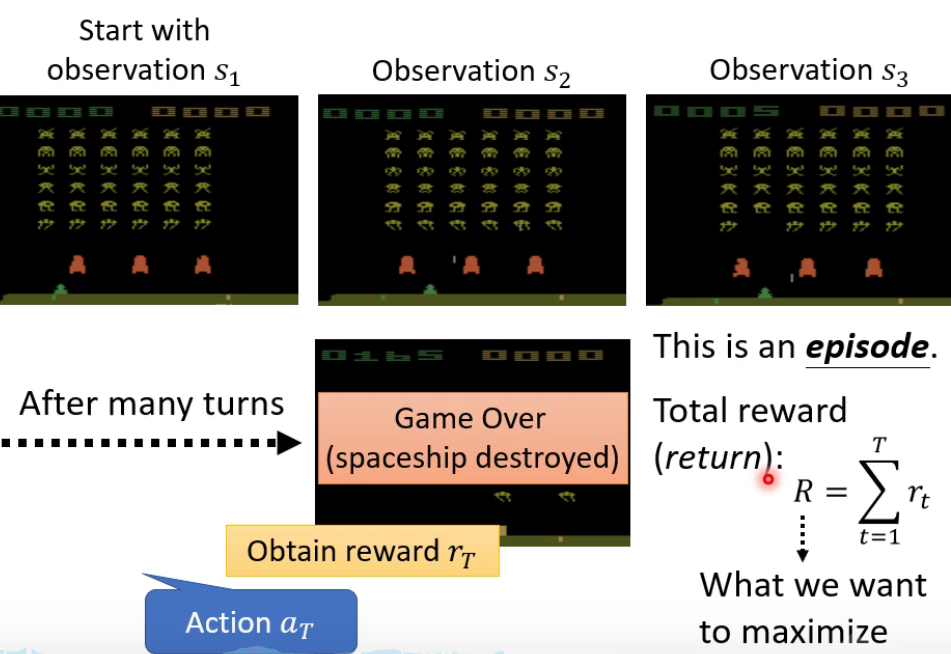 Start with
observation s₁
Observation s₂
Observation s₃
0000 0000
0000 0000
0005 0000
After many turns
0165 0000
Game Over
(spaceship destroyed)
Obtain reward r_T
Action a_T
This is an episode.
Total reward
(return):
R = ∑_{t=1}^{T} r_t
What we want
to maximize